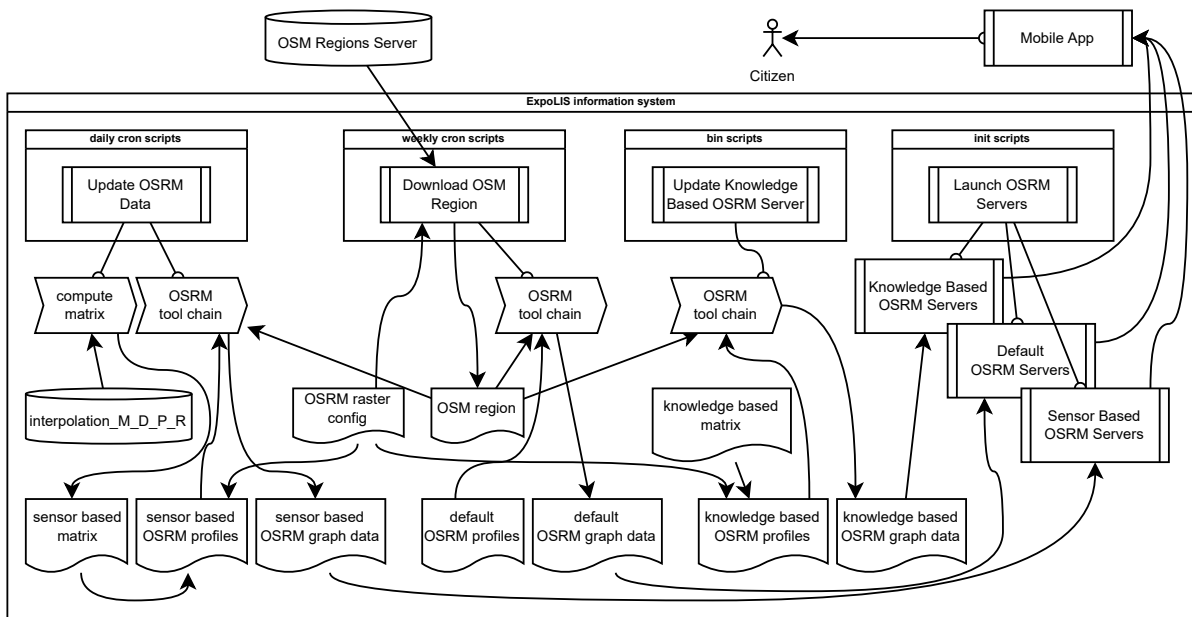 OSM Regions Server
Citizen
Mobile App
ExpoLIS information system
daily cron scripts
weekly cron scripts
bin scripts
init scripts
Update OSRM
Data
Download OSM
Region
Update Knowledge
Based OSRM Server
Launch OSRM
Servers
compute
matrix
OSRM
tool chain
OSRM
tool chain
OSRM
tool chain
Knowledge Based
OSRM Servers
Default
OSRM Servers
Sensor Based
OSRM Servers
interpolation_M_D_P_R
OSRM raster
config
OSM region
knowledge based
matrix
sensor based
matrix
sensor based
OSRM profiles
sensor based
OSRM graph data
default
OSRM profiles
default
OSRM graph data
knowledge based
OSRM profiles
knowledge based
OSRM graph data